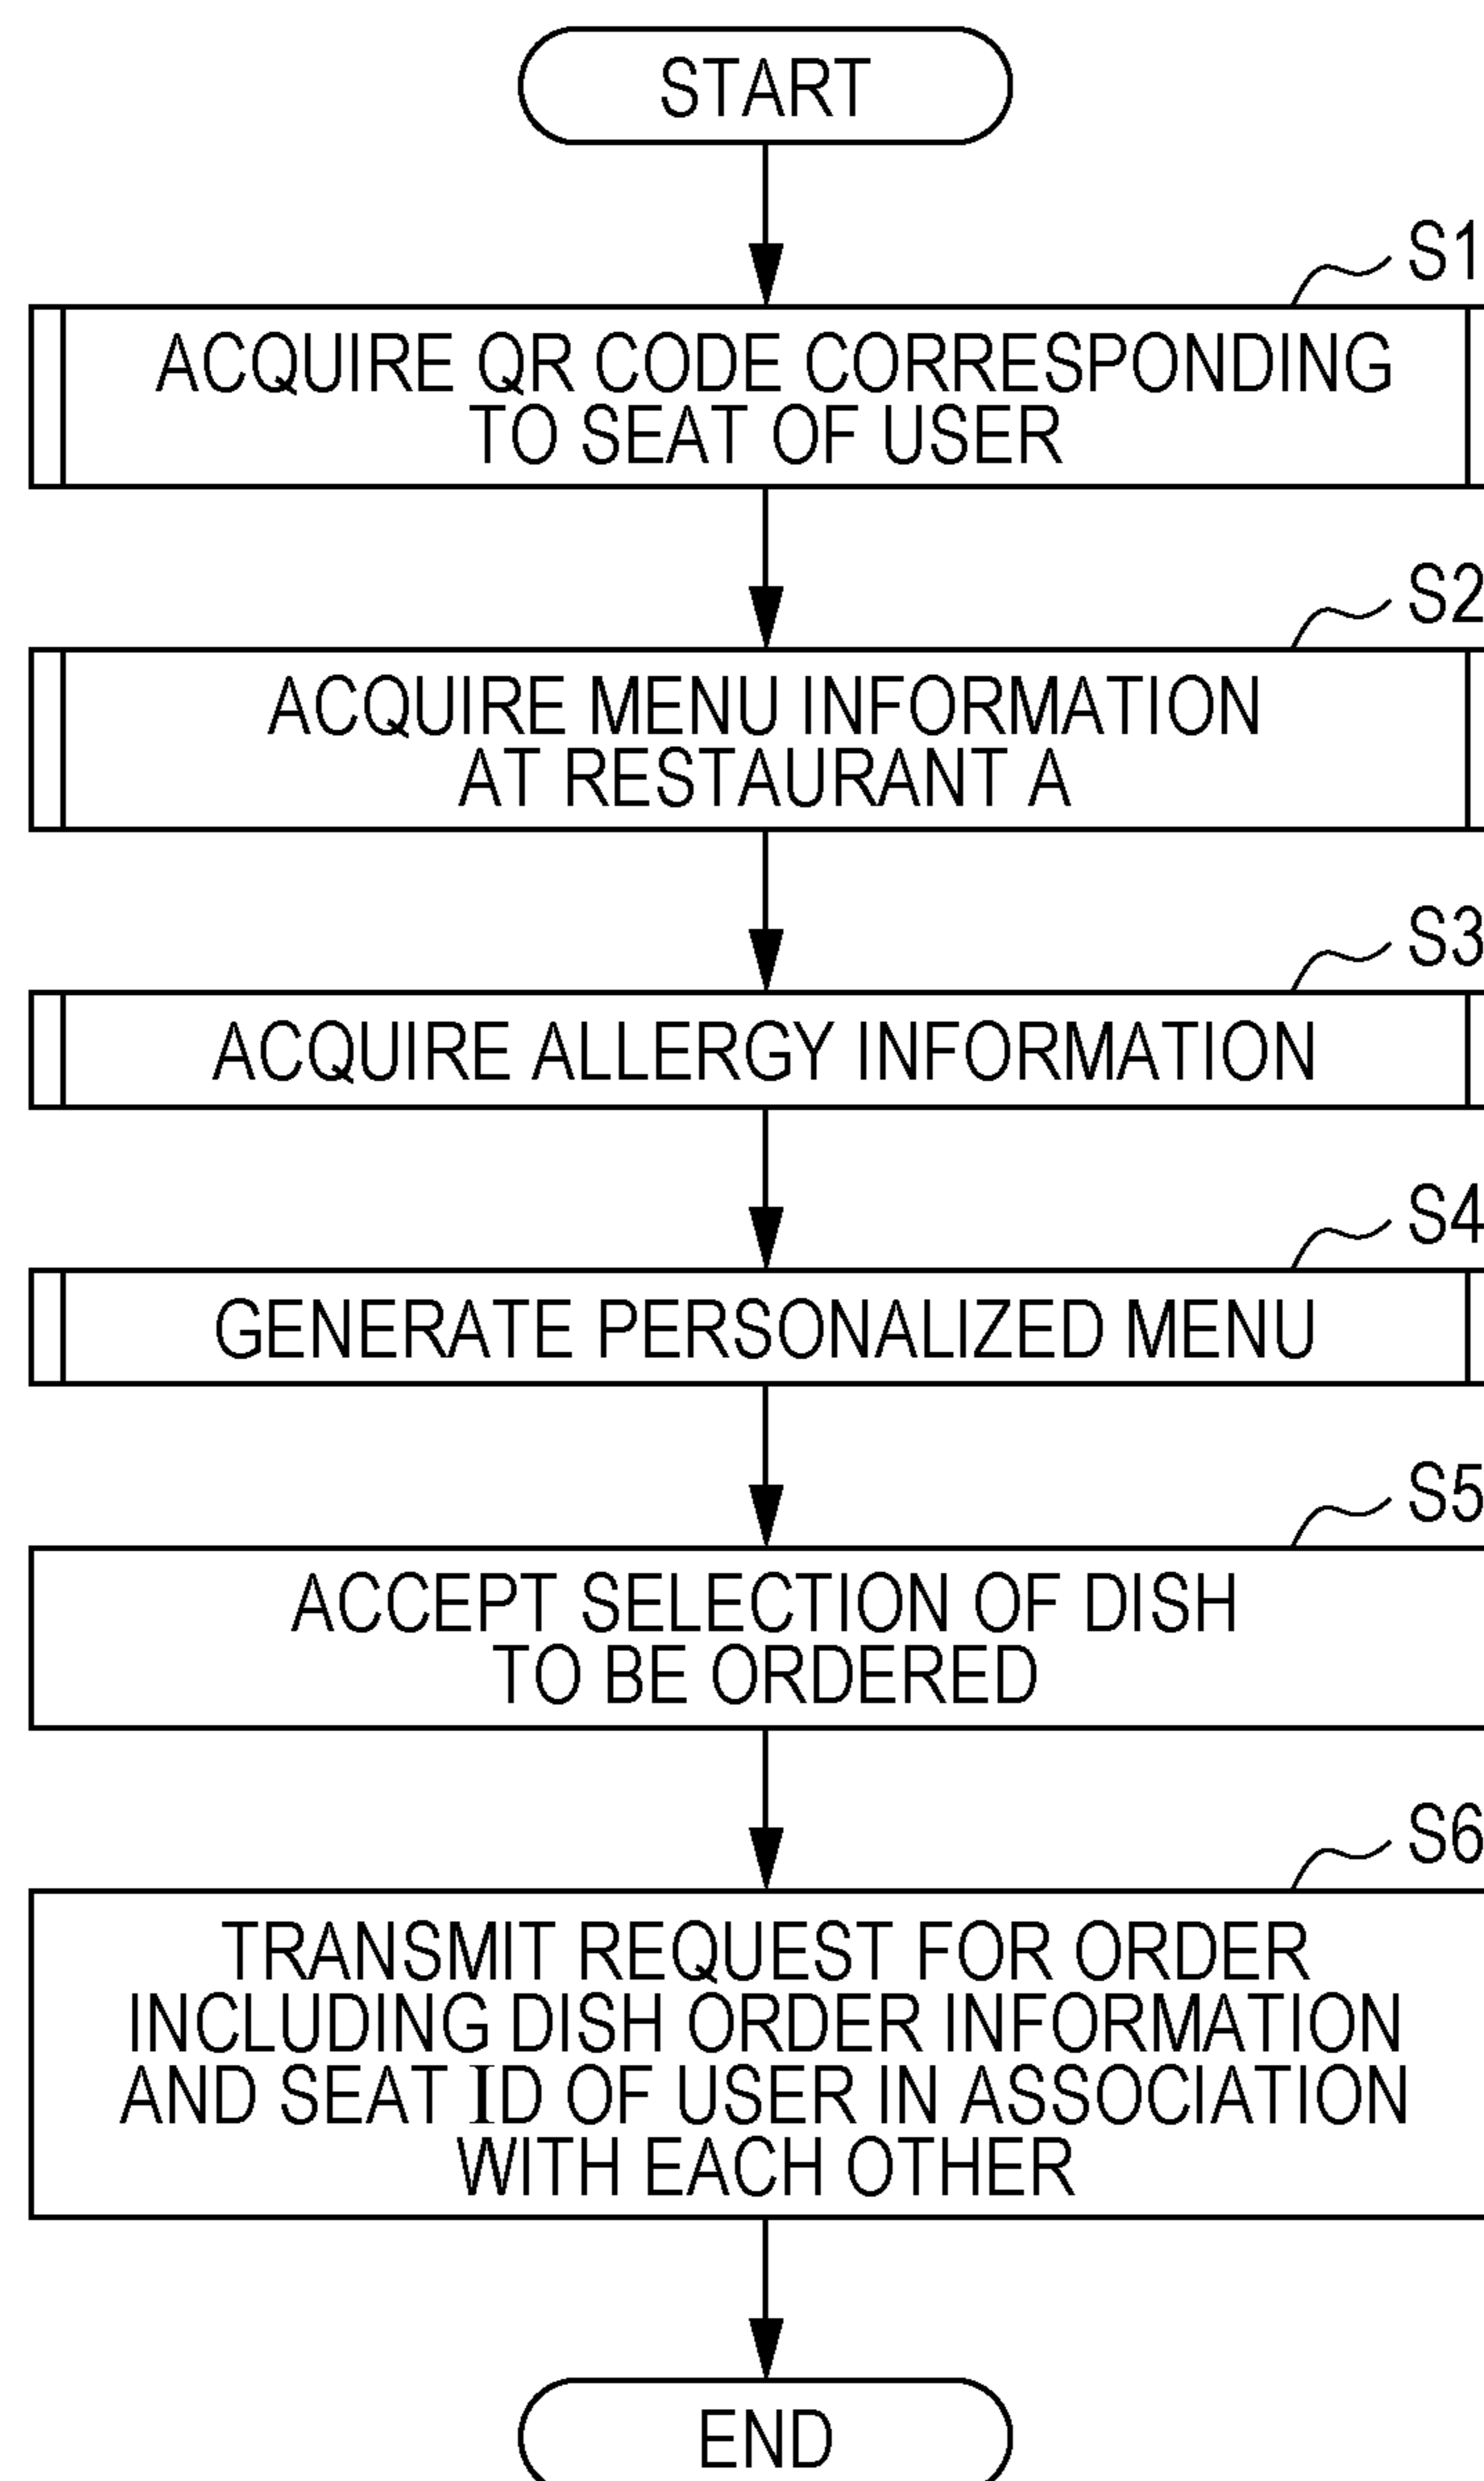 START
S1
ACQUIRE QR CODE CORRESPONDING
TO SEAT OF USER
S2
ACQUIRE MENU INFORMATION
AT RESTAURANT A
S3
ACQUIRE ALLERGY INFORMATION
S4
GENERATE PERSONALIZED MENU
S5
ACCEPT SELECTION OF DISH
TO BE ORDERED
S6
TRANSMIT REQUEST FOR ORDER
INCLUDING DISH ORDER INFORMATION
AND SEAT ID OF USER IN ASSOCIATION
WITH EACH OTHER
END